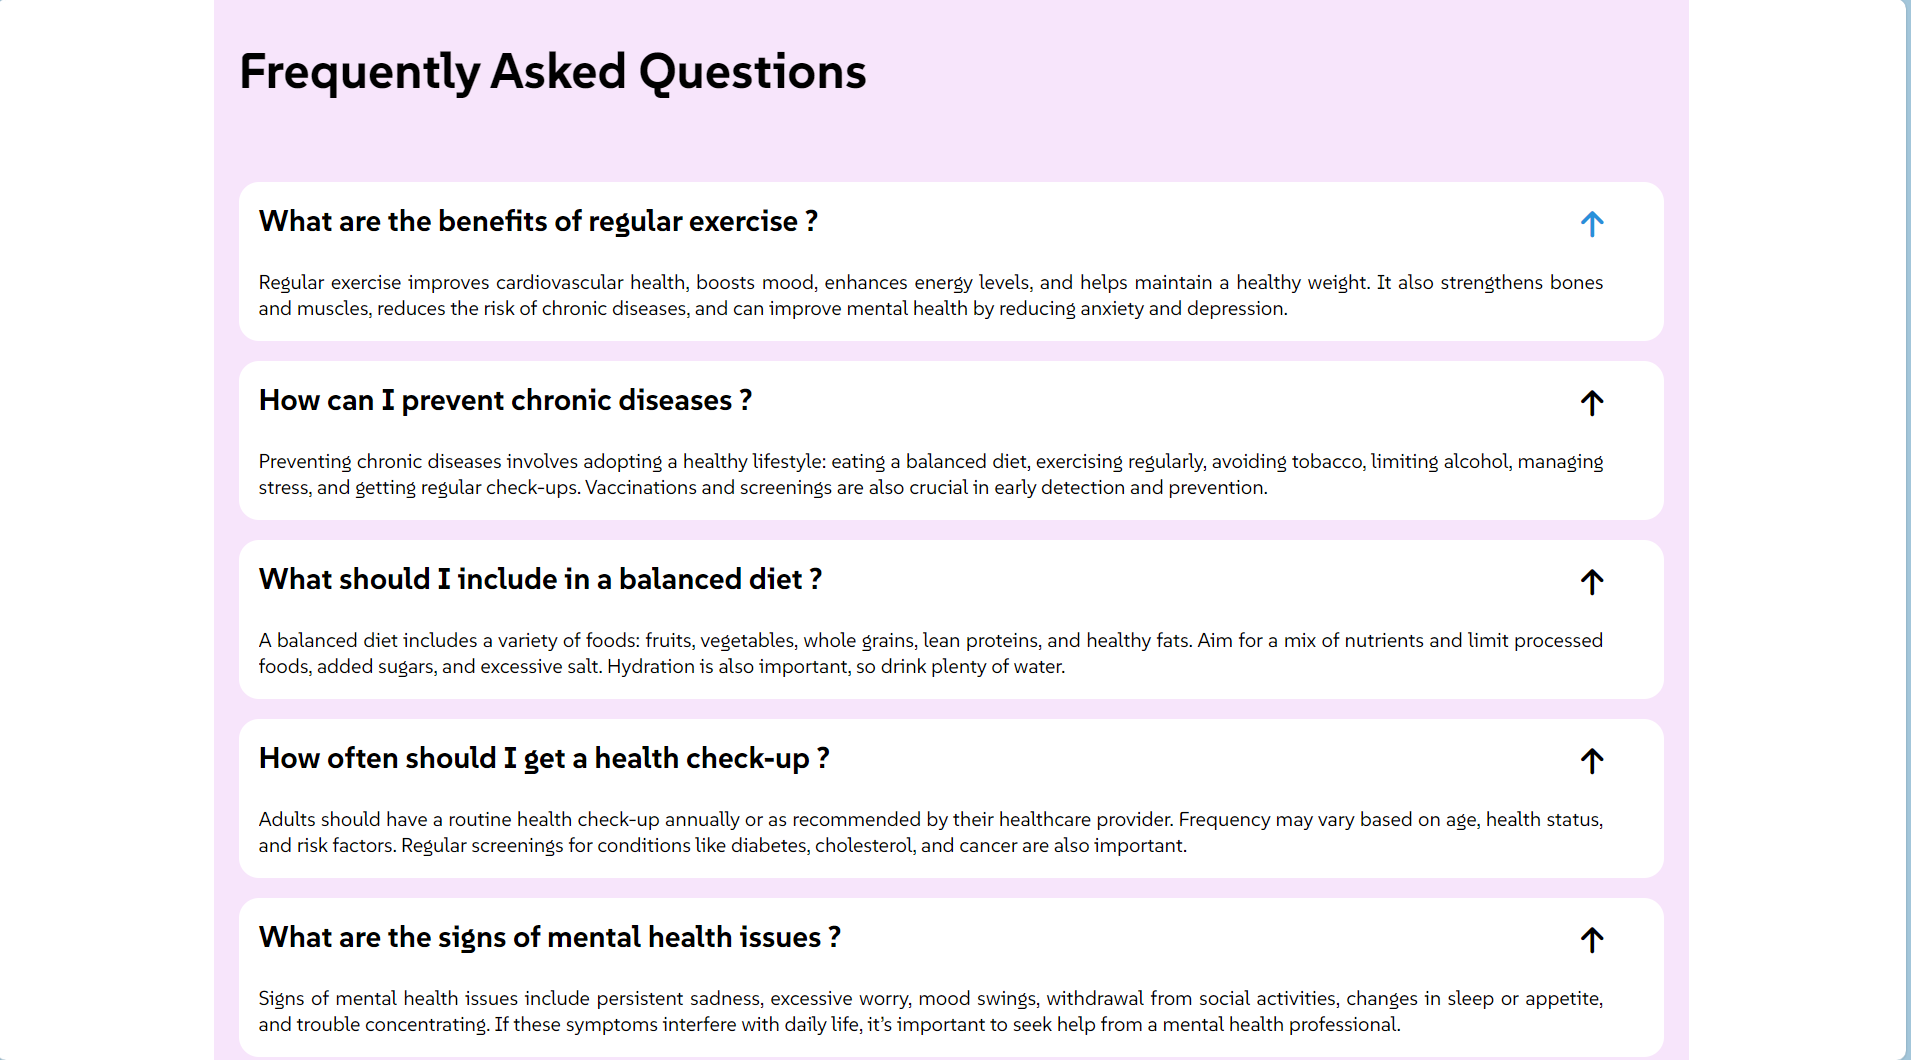 Frequently Asked Questions
What are the benefits of regular exercise ?
Regular exercise improves cardiovascular health, boosts mood, enhances energy levels, and helps maintain a healthy weight. It also strengthens bones
and muscles, reduces the risk of chronic diseases, and can improve mental health by reducing anxiety and depression.
How can I prevent chronic diseases ?
Preventing chronic diseases involves adopting a healthy lifestyle: eating a balanced diet, exercising regularly, avoiding tobacco, limiting alcohol, managing
stress, and getting regular check-ups. Vaccinations and screenings are also crucial in early detection and prevention.
What should I include in a balanced diet ?
A balanced diet includes a variety of foods: fruits, vegetables, whole grains, lean proteins, and healthy fats. Aim for a mix of nutrients and limit processed
foods, added sugars, and excessive salt. Hydration is also important, so drink plenty of water.
How often should I get a health check-up ?
Adults should have a routine health check-up annually or as recommended by their healthcare provider. Frequency may vary based on age, health status,
and risk factors. Regular screenings for conditions like diabetes, cholesterol, and cancer are also important.
What are the signs of mental health issues ?
Signs of mental health issues include persistent sadness, excessive worry, mood swings, withdrawal from social activities, changes in sleep or appetite,
and trouble concentrating. If these symptoms interfere with daily life, it’s important to seek help from a mental health professional.